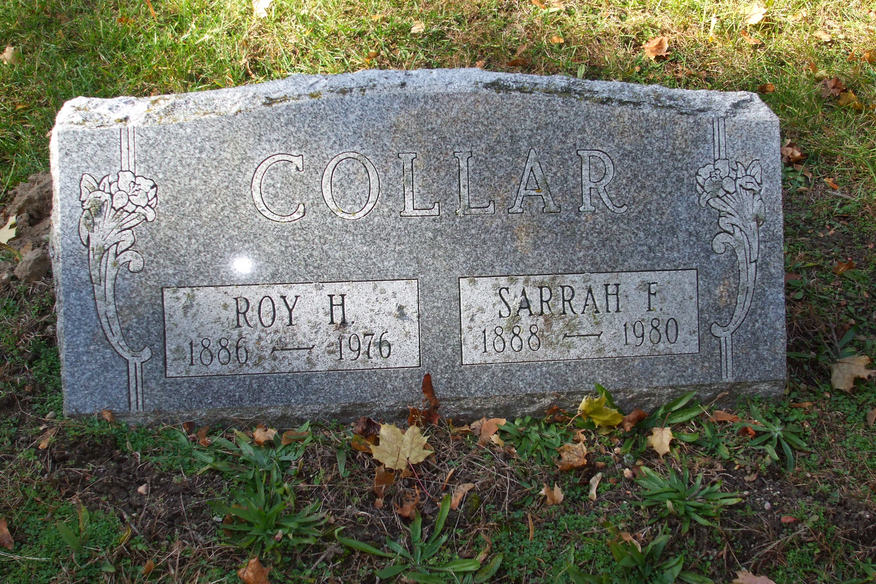 COLLAR
ROY H.
1886 — 1976
SARRAH F.
1888 — 1980